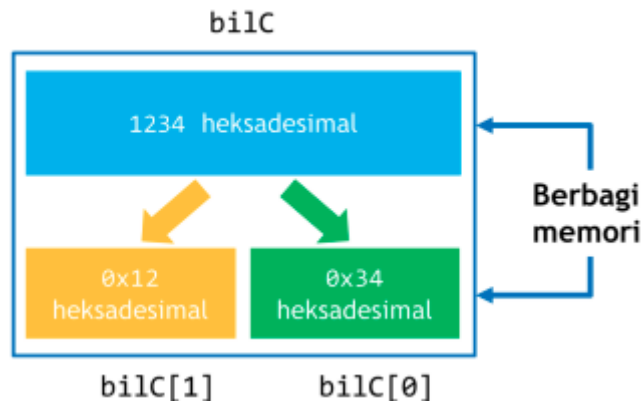 bilC
1234 heksadesimal
Berbagi
memori
0x12
heksadesimal
0x34
heksadesimal
bilC[1]
bilC[0]